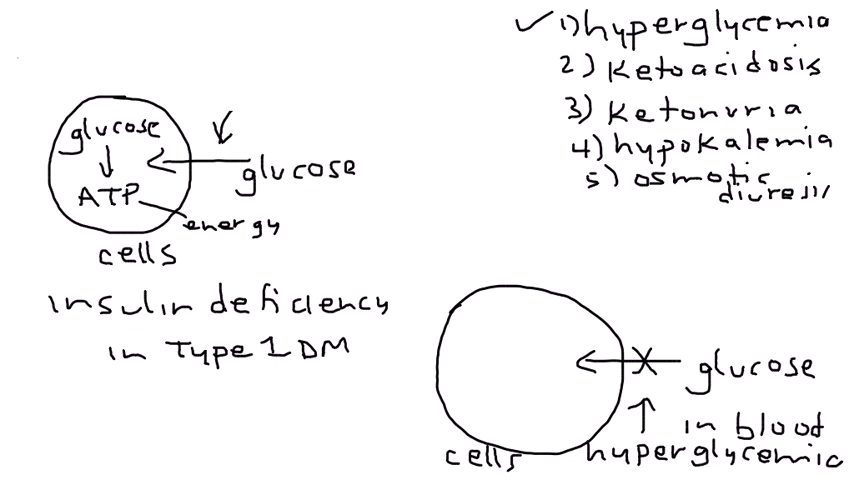 ✓ 1) hyperglycemia
2) Ketoacidosis
3) Ketonuria
4) hypokalemia
5) osmotic
diuresis
glucose
glucose
ATP
energy
cells
insulin deficiency
in Type 1 DM
glucose
↑ in blood
cells
hyperglycemic